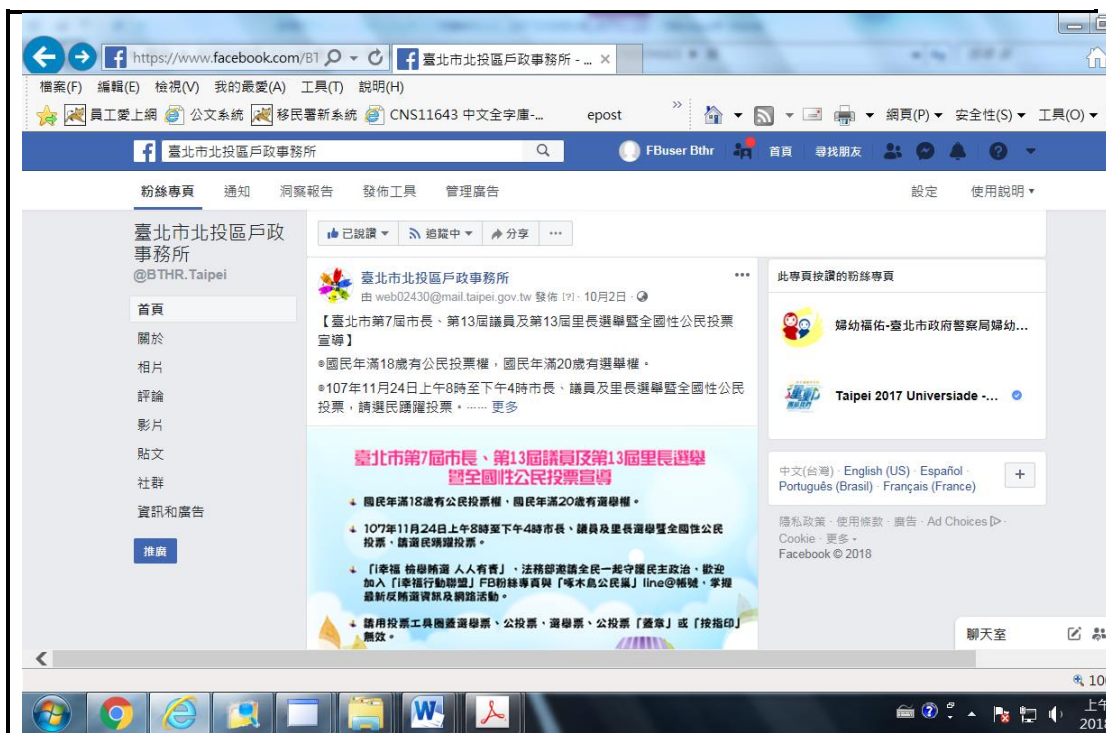 https://www.facebook.com/BT
臺北市北投區戶政事務所 - ...
檔案(F) 編輯(E) 檢視(V) 我的最愛(A) 工具(T) 說明(H)
員工愛上網 公文系統 移民署新系統 CNS11643 中文全字庫-... epost » 網頁(P) 安全性(S) 工具(O)
臺北市北投區戶政事務所 FBuser Bthr 首頁 尋找朋友
粉絲專頁 通知 洞察報告 發佈工具 管理廣告 設定 使用說明
臺北市北投區戶政
事務所
@BTHR.Taipei
首頁
關於
相片
評論
影片
貼文
社群
資訊和廣告
推廣
已說讚 追蹤中 分享 ...
臺北市北投區戶政事務所
由 web02430@mail.taipei.gov.tw 發佈 [?] · 10月2日 ·
【臺北市第7屆市長、第13屆議員及第13屆里長選舉暨全國性公民投票
宣導】
⊙國民年滿18歲有公民投票權，國民年滿20歲有選舉權。
⊙107年11月24日上午8時至下午4時市長、議員及里長選舉暨全國性公民
投票，請選民踴躍投票。...... 更多
臺北市第7屆市長、第13屆議員及第13屆里長選舉
暨全國性公民投票宣導
國民年滿18歲有公民投票權，國民年滿20歲有選舉權。
107年11月24日上午8時至下午4時市長、議員及里長選舉暨全國性公民
投票，請選民踴躍投票。
「i幸福 檢舉賄選 人人有責」，法務部邀請全民一起守護民主政治，歡迎
加入「i幸福行動聯盟」FB粉絲專頁與「啄木鳥公民巢」line@帳號，掌握
最新反賄選資訊及網路活動。
請用投票工具圈蓋選舉票、公投票，選舉票、公投票「蓋章」或「按指印」
無效。
此專頁按讚的粉絲專頁
婦幼福佑-臺北市政府警察局婦幼...
Taipei 2017 Universiade -...
中文(台灣) · English (US) · Español ·
Português (Brasil) · Français (France)
+
隱私政策 · 使用條款 · 廣告 · Ad Choices ·
Cookie · 更多
Facebook © 2018
聊天室
上午